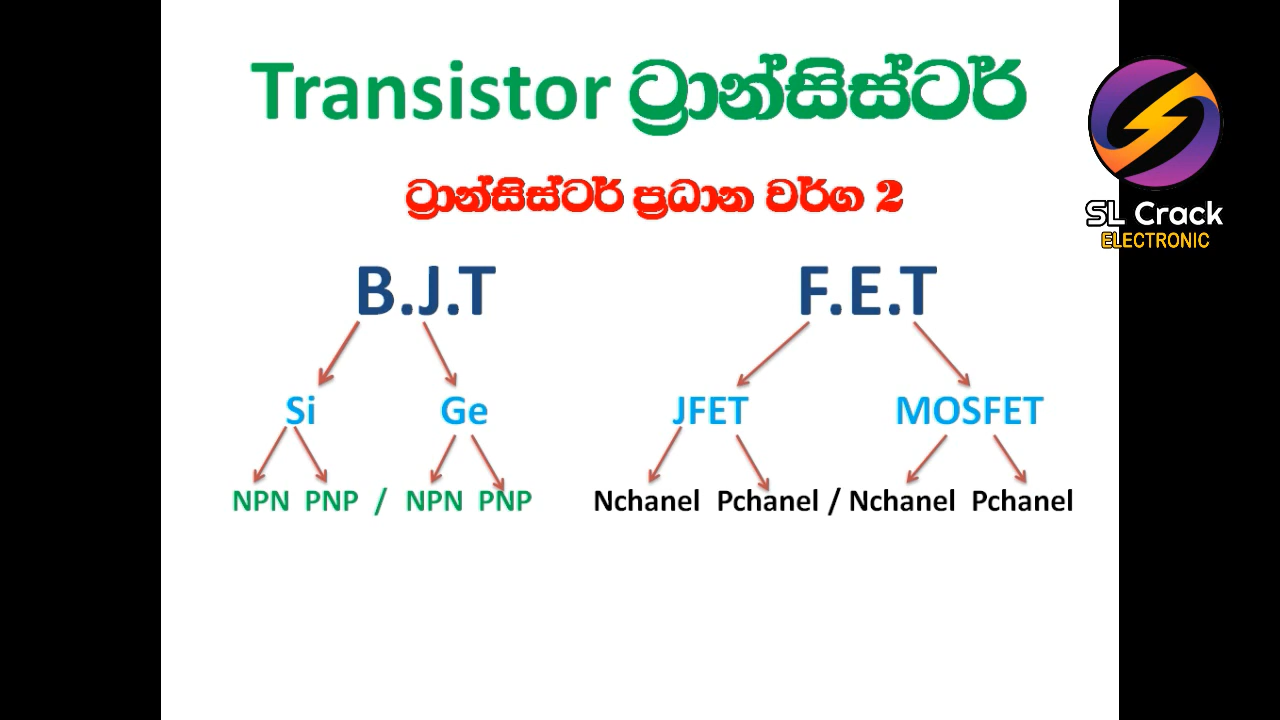 Transistor ට්‍රාන්සිස්ටර්
SL Crack
ELECTRONIC
ට්‍රාන්සිස්ටර් ප්‍රධාන වර්ග 2
B.J.T F.E.T
Si Ge JFET MOSFET
NPN PNP / NPN PNP Nchanel Pchanel / Nchanel Pchanel